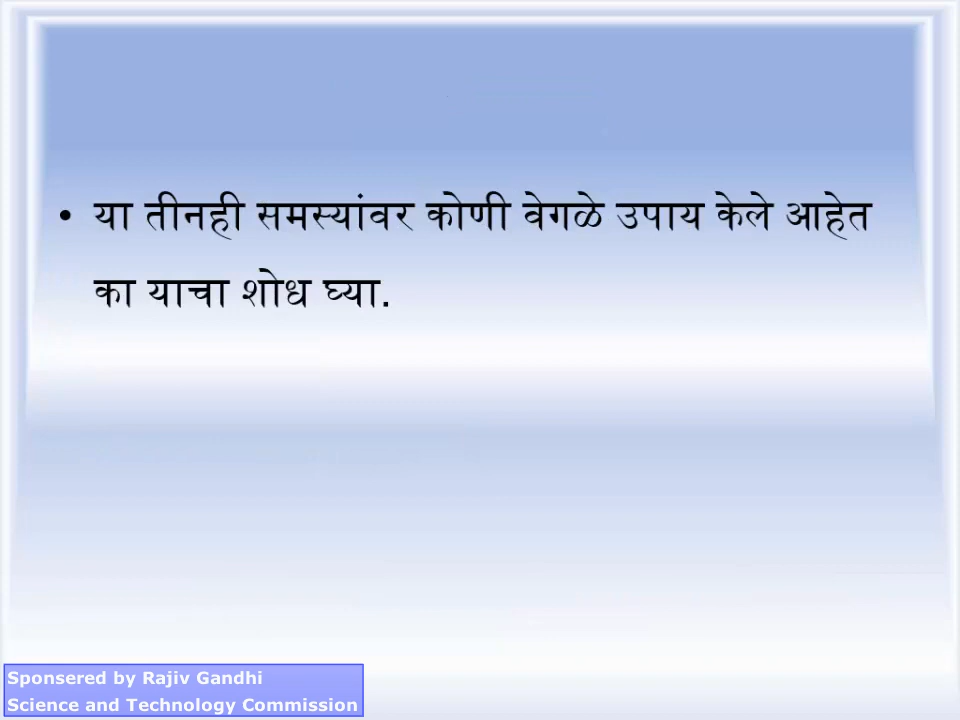 • या तीनही समस्यांवर कोणी वेगळे उपाय केले आहेत
का याचा शोध घ्या.
Sponsered by Rajiv Gandhi
Science and Technology Commission